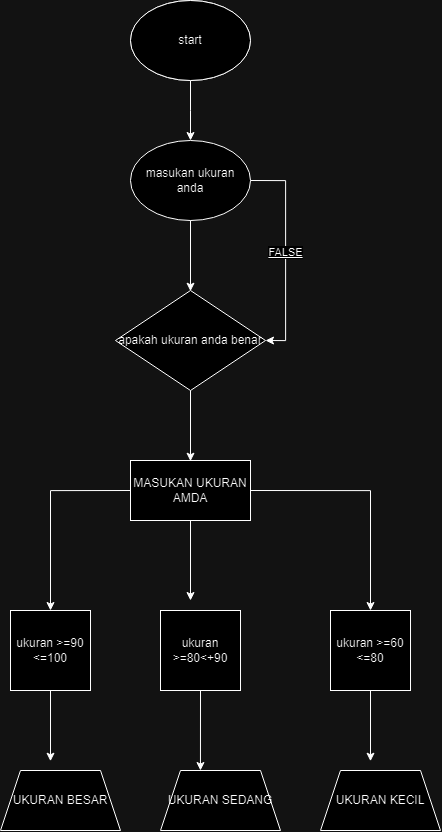 start
masukan ukuran
anda
FALSE
apakah ukuran anda benar
MASUKAN UKURAN
AMDA
ukuran >=90
<=100
ukuran
>=80<+90
ukuran >=60
<=80
UKURAN BESAR
UKURAN SEDANG
UKURAN KECIL